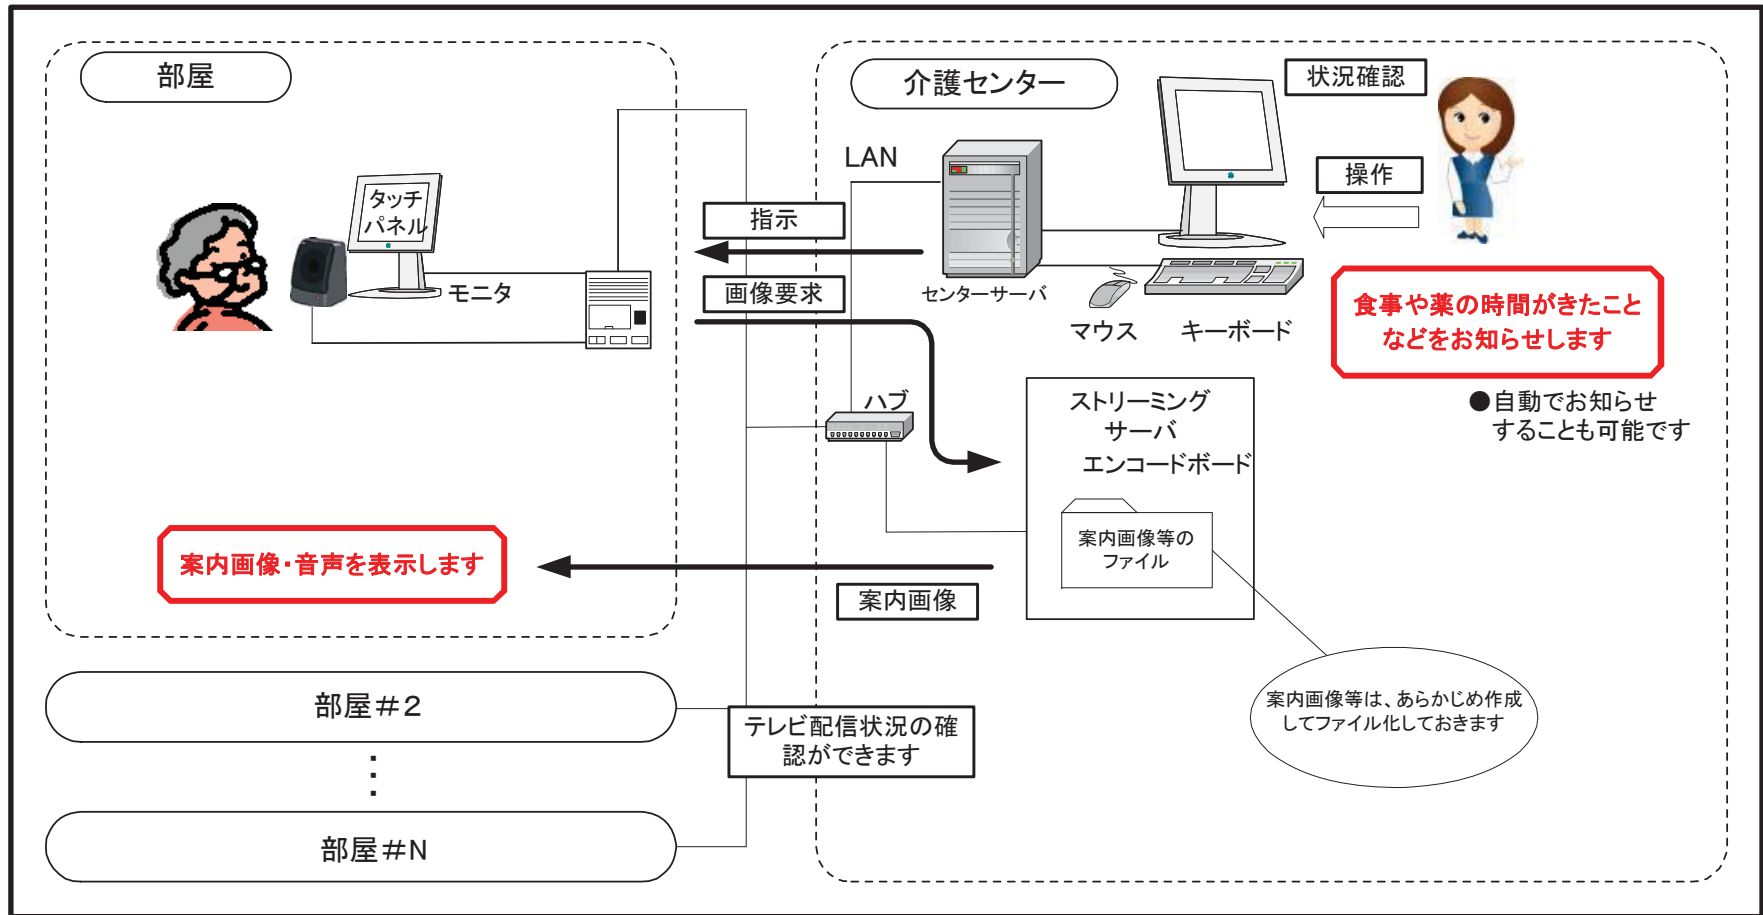 部屋
タッチ
パネル
モニタ
案内画像・音声を表示します
部屋＃2
部屋＃N
指示
画像要求
案内画像
テレビ配信状況の確
認ができます
介護センター
LAN
センターサーバ
状況確認
操作
マウス
キーボード
食事や薬の時間がきたこと
などをお知らせします
●自動でお知らせ
することも可能です
ハブ
ストリーミング
サーバ
エンコードボード
案内画像等の
ファイル
案内画像等は、あらかじめ作成
してファイル化しておきます